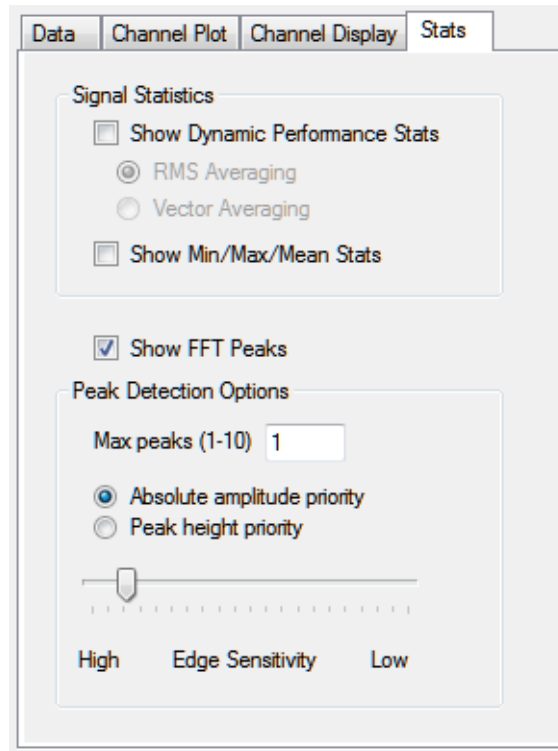 Data Channel Plot Channel Display Stats
Signal Statistics
Show Dynamic Performance Stats
RMS Averaging
Vector Averaging
Show Min/Max/Mean Stats
Show FFT Peaks
Peak Detection Options
Max peaks (1-10) 1
Absolute amplitude priority
Peak height priority
High Edge Sensitivity Low